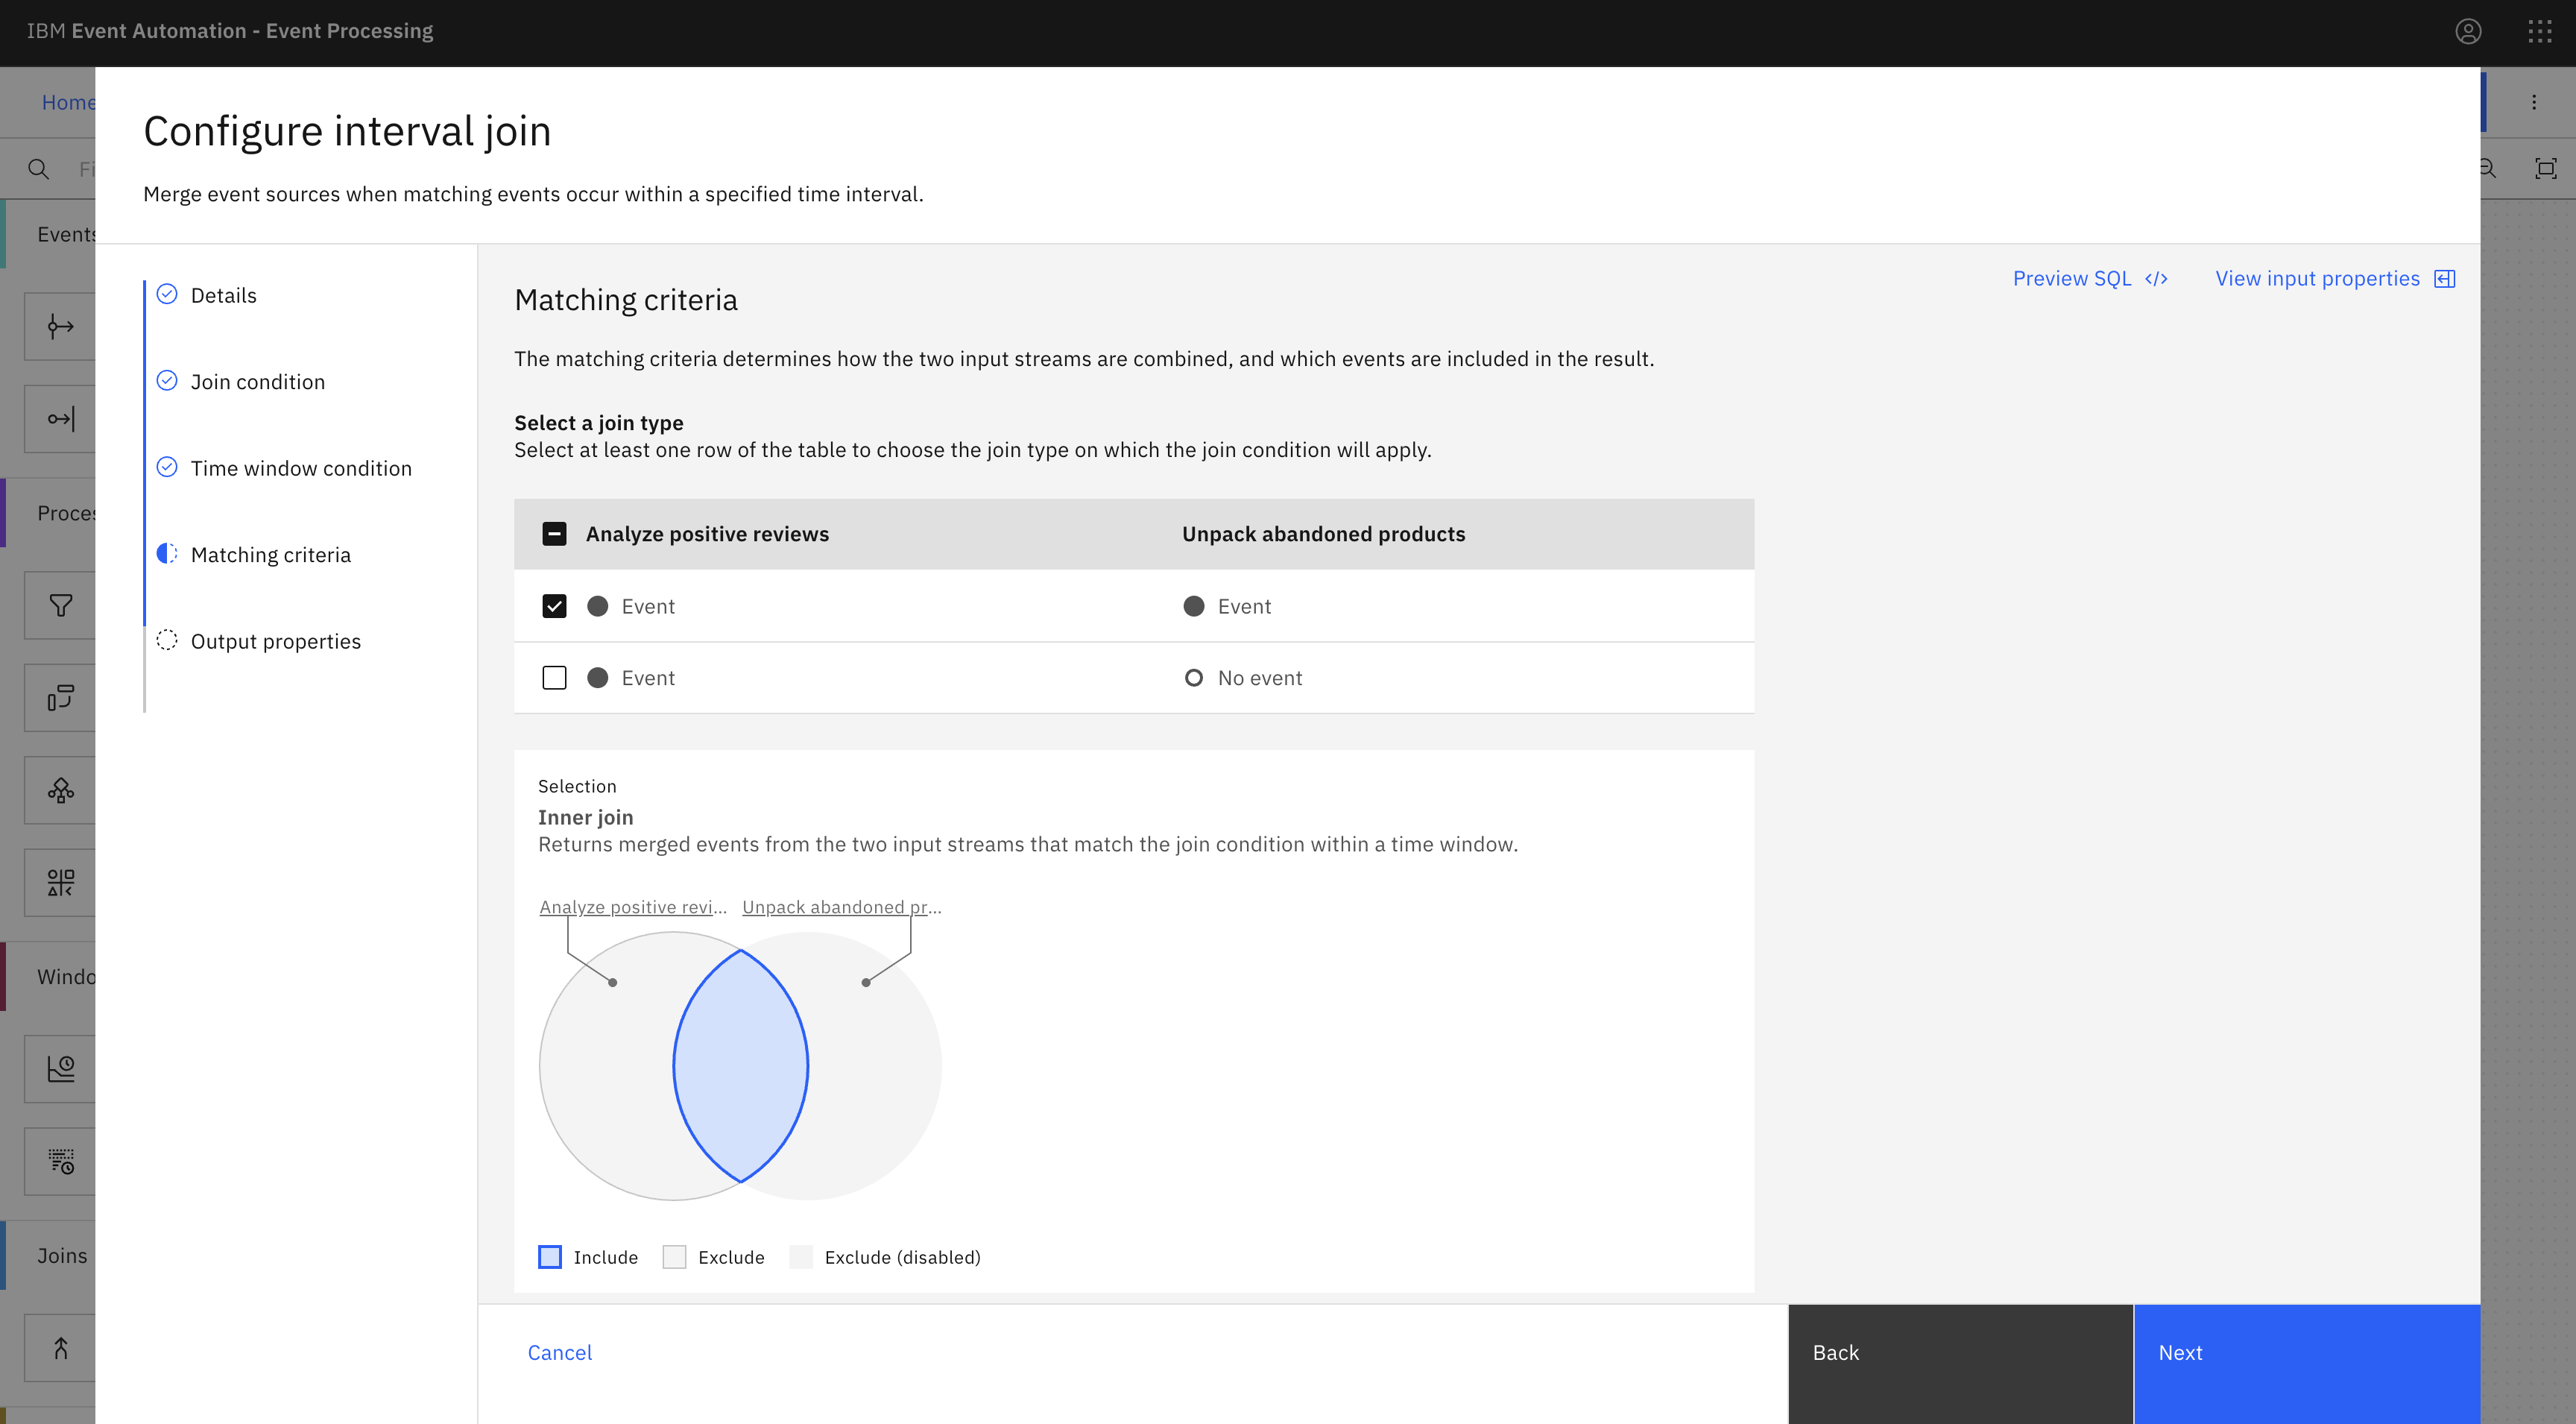 IBM Event Automation - Event Processing
Home
Configure interval join
Merge event sources when matching events occur within a specified time interval.
Fi
Events
Proces
Windo
Joins
Details
Join condition
Time window condition
Matching criteria
Output properties
Preview SQL </>
View input properties
Matching criteria
The matching criteria determines how the two input streams are combined, and which events are included in the result.
Select a join type
Select at least one row of the table to choose the join type on which the join condition will apply.
Analyze positive reviews Unpack abandoned products
Event Event
Event No event
Selection
Inner join
Returns merged events from the two input streams that match the join condition within a time window.
Analyze positive revi... Unpack abandoned pr...
Include Exclude Exclude (disabled)
Cancel
Back
Next